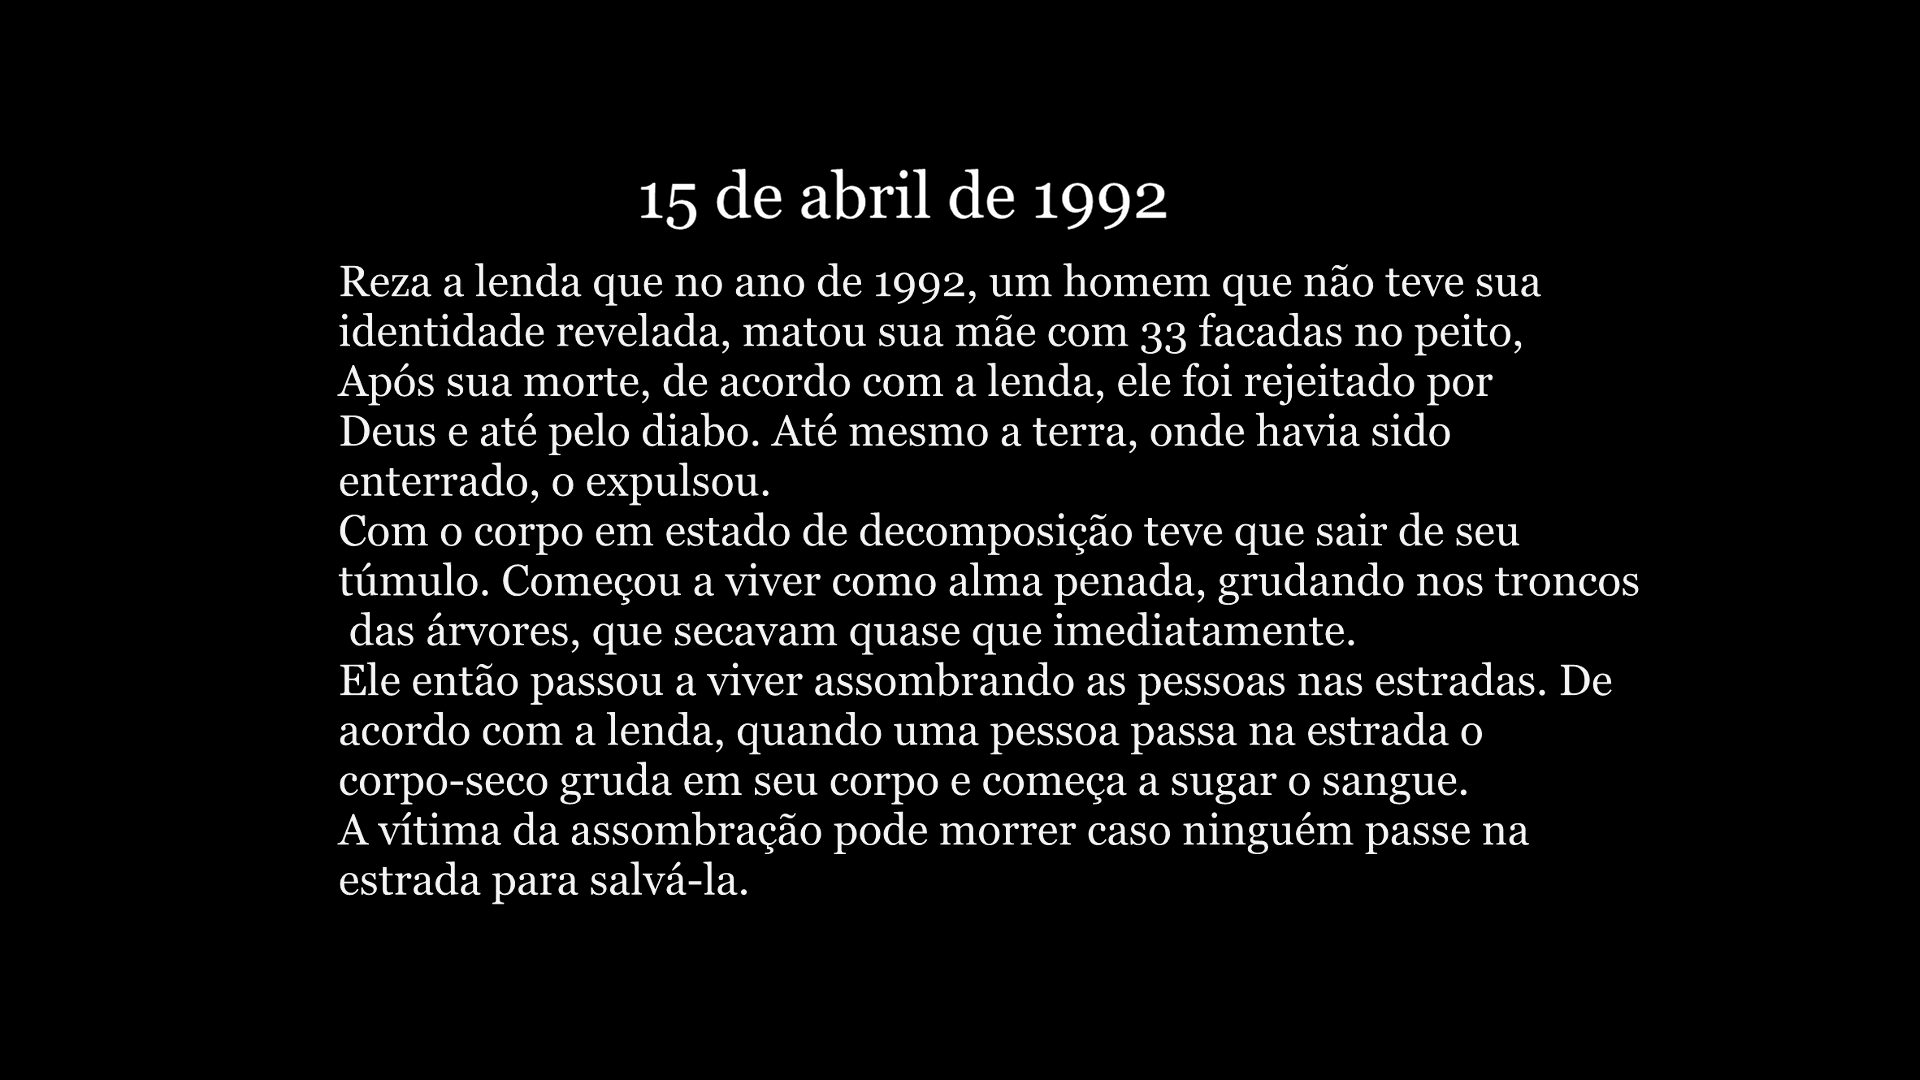 15 de abril de 1992
Reza a lenda que no ano de 1992, um homem que não teve sua
identidade revelada, matou sua mãe com 33 facadas no peito,
Após sua morte, de acordo com a lenda, ele foi rejeitado por
Deus e até pelo diabo. Até mesmo a terra, onde havia sido
enterrado, o expulsou.
Com o corpo em estado de decomposição teve que sair de seu
túmulo. Começou a viver como alma penada, grudando nos troncos
das árvores, que secavam quase que imediatamente.
Ele então passou a viver assombrando as pessoas nas estradas. De
acordo com a lenda, quando uma pessoa passa na estrada o
corpo-seco gruda em seu corpo e começa a sugar o sangue.
A vítima da assombração pode morrer caso ninguém passe na
estrada para salvá-la.